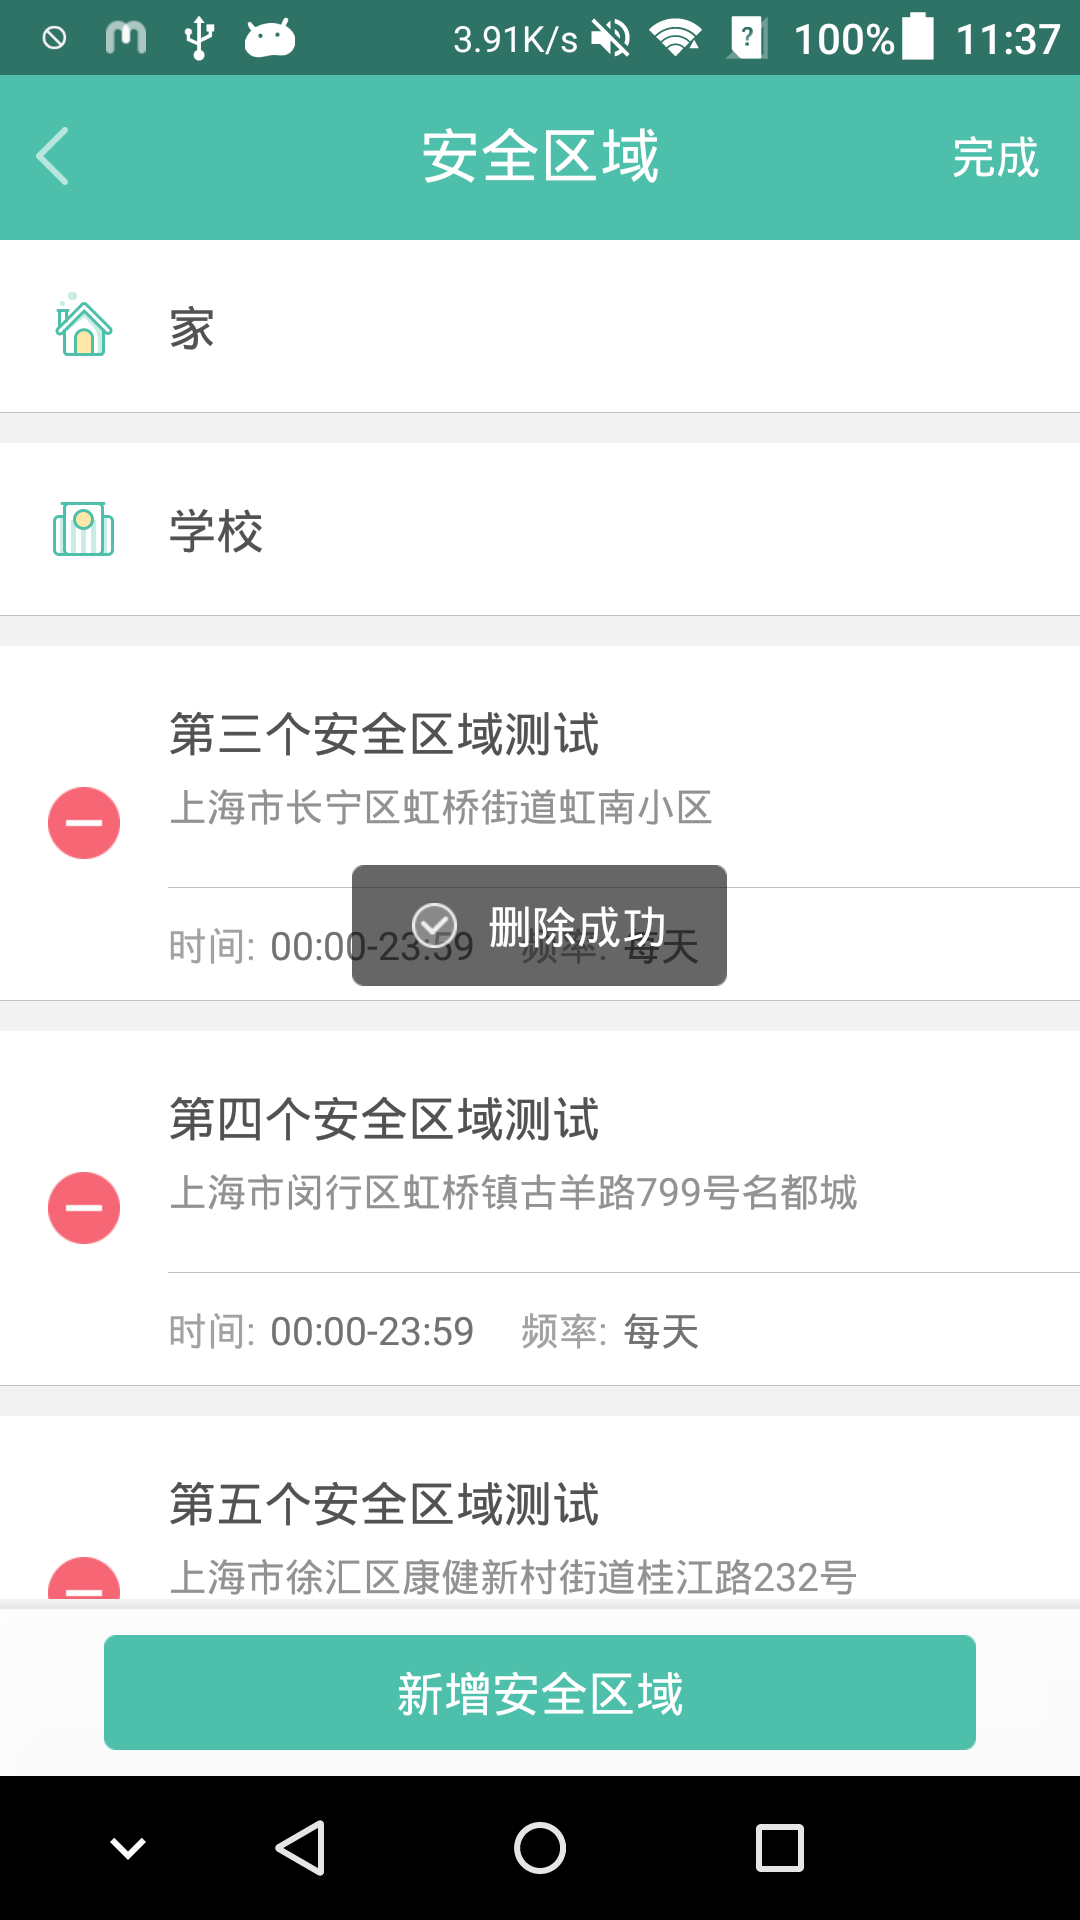 3.91K/s 100% 11:37
安全区域 完成
家
学校
第三个安全区域测试
上海市长宁区虹桥街道虹南小区
删除成功
时间: 00:00-23:59 频率: 每天
第四个安全区域测试
上海市闵行区虹桥镇古羊路799号名都城
时间: 00:00-23:59 频率: 每天
第五个安全区域测试
上海市徐汇区康健新村街道桂江路232号
新增安全区域